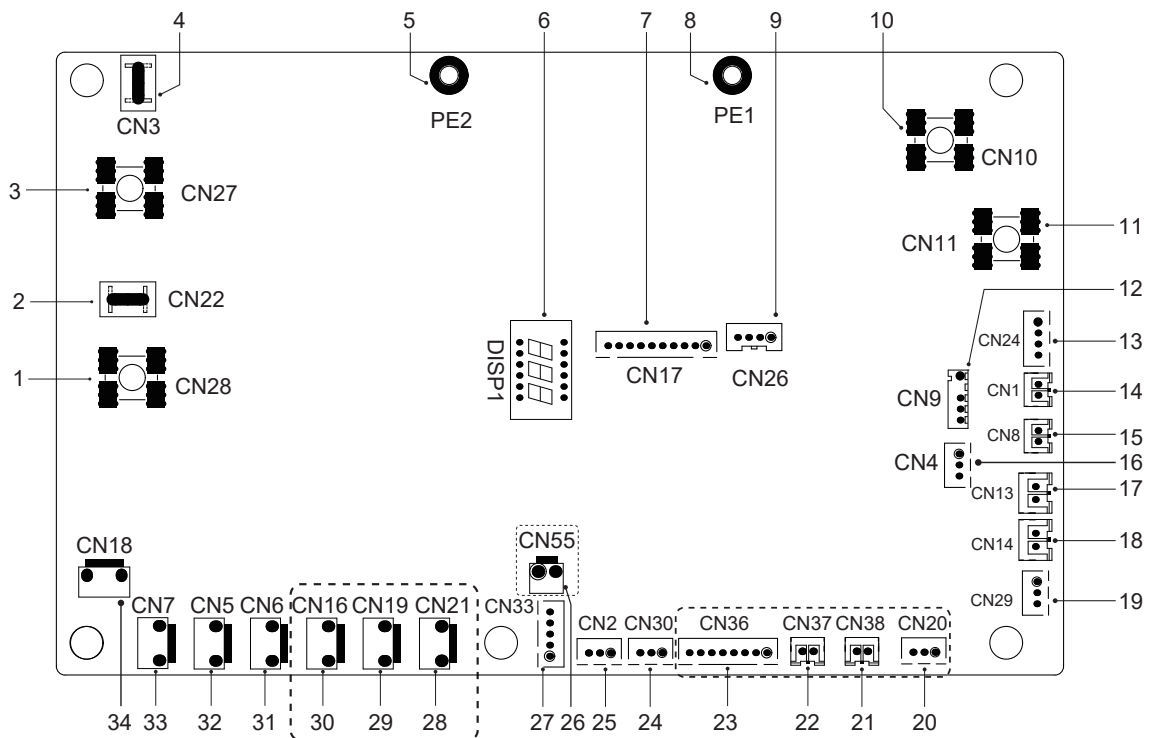 4 5 6 7 8 9 10
CN3 PE2 PE1 CN10
3 CN27
CN11 11
2 CN22 12
CN24 13
DISP1 CN17 CN26
1 CN28 CN9 CN1 14
CN8 15
CN4 16
CN13 17
CN18 CN55 CN14 18
CN7 CN5 CN6 CN16 CN19 CN21 CN33 CN2 CN30 CN36 CN37 CN38 CN20 CN29 19
34 33 32 31 30 29 28 27 26 25 24 23 22 21 20